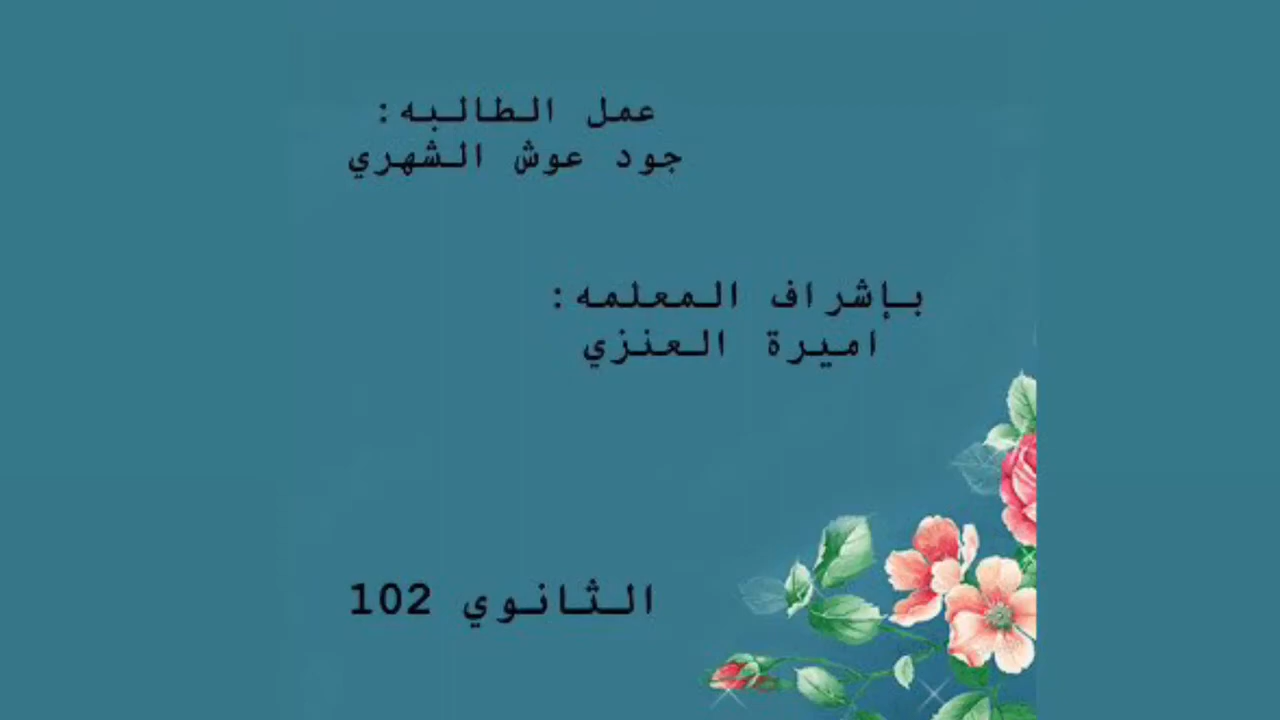 عمل الطالبه:
جود عوش الشهري
بإشراف المعلمه:
اميرة العنزي
الثانوي 102